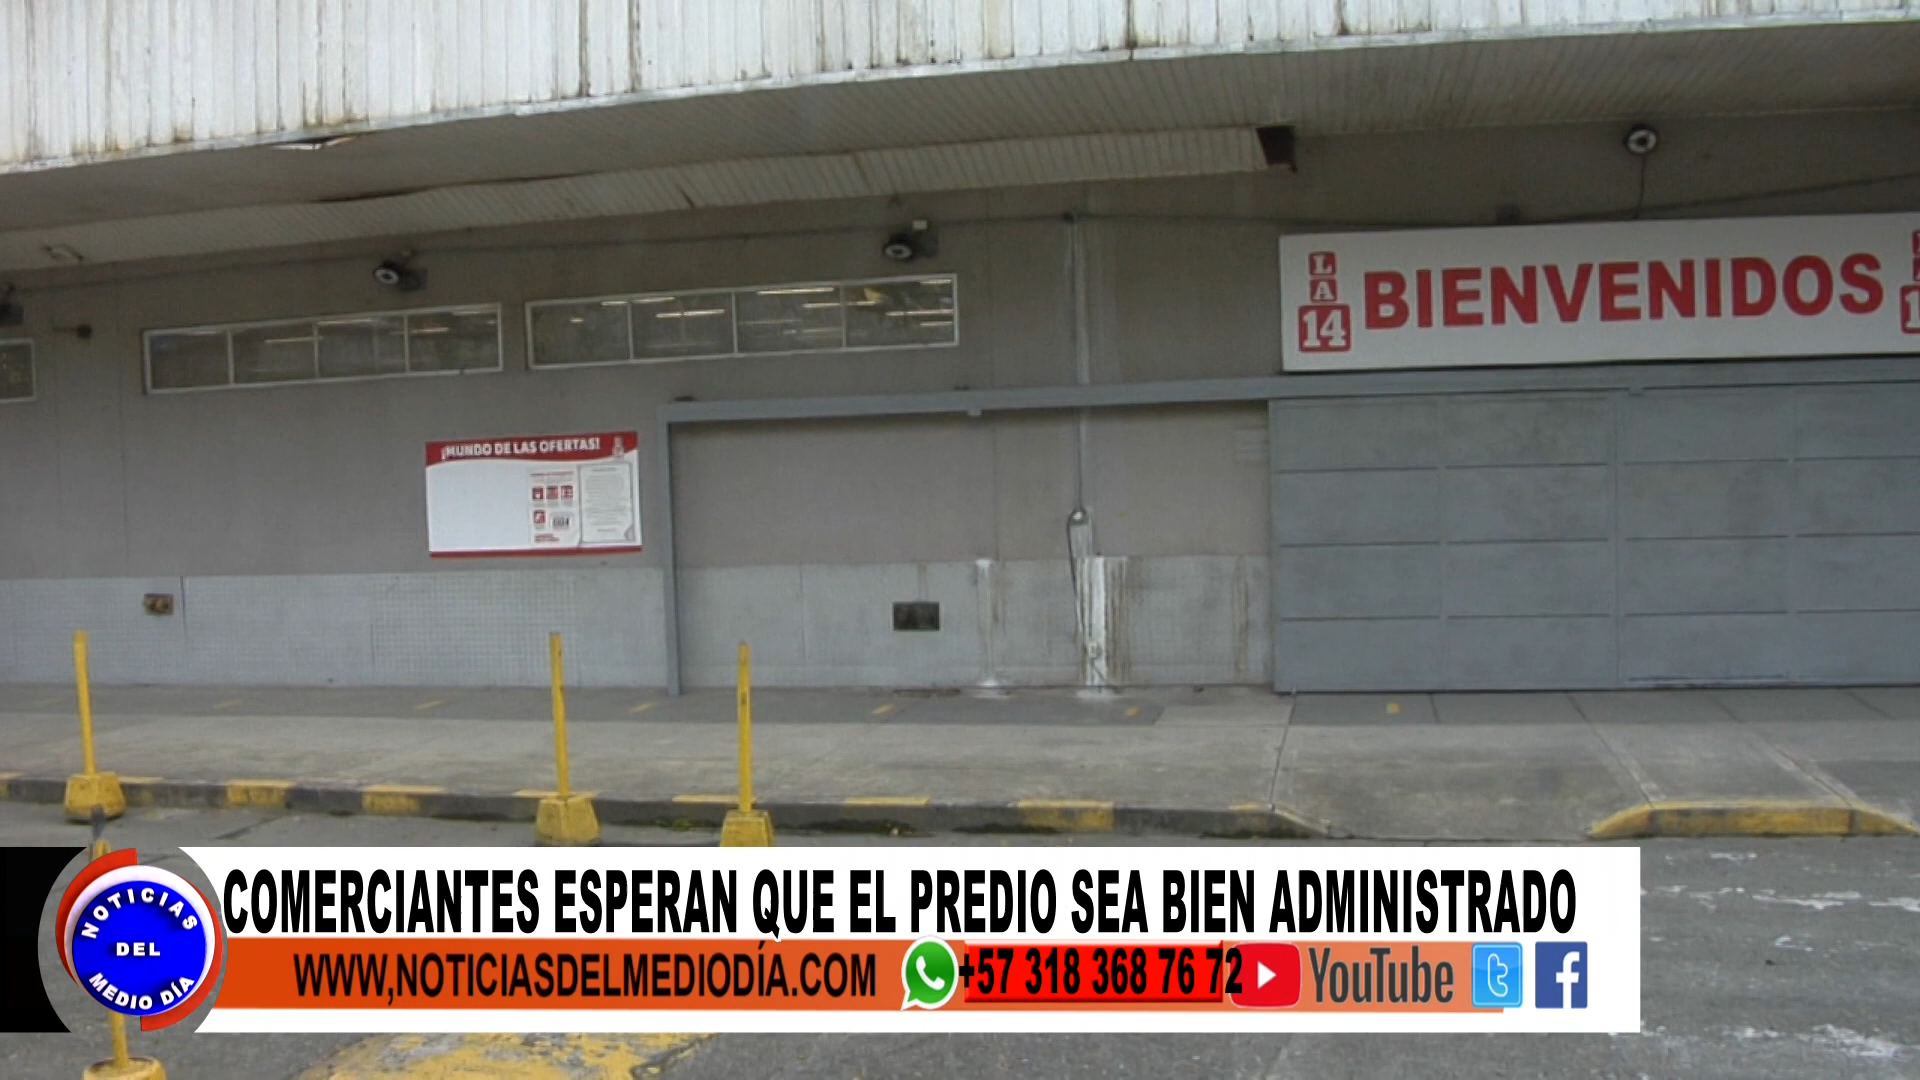 LA
14
BIENVENIDOS
¡MUNDO DE LAS OFERTAS!
COMERCIANTES ESPERAN QUE EL PREDIO SEA BIEN ADMINISTRADO
NOTICIAS
DEL
MEDIO DÍA
WWW,NOTICIASDELMEDIODÍA.COM
+57 318 368 76 72
YouTube